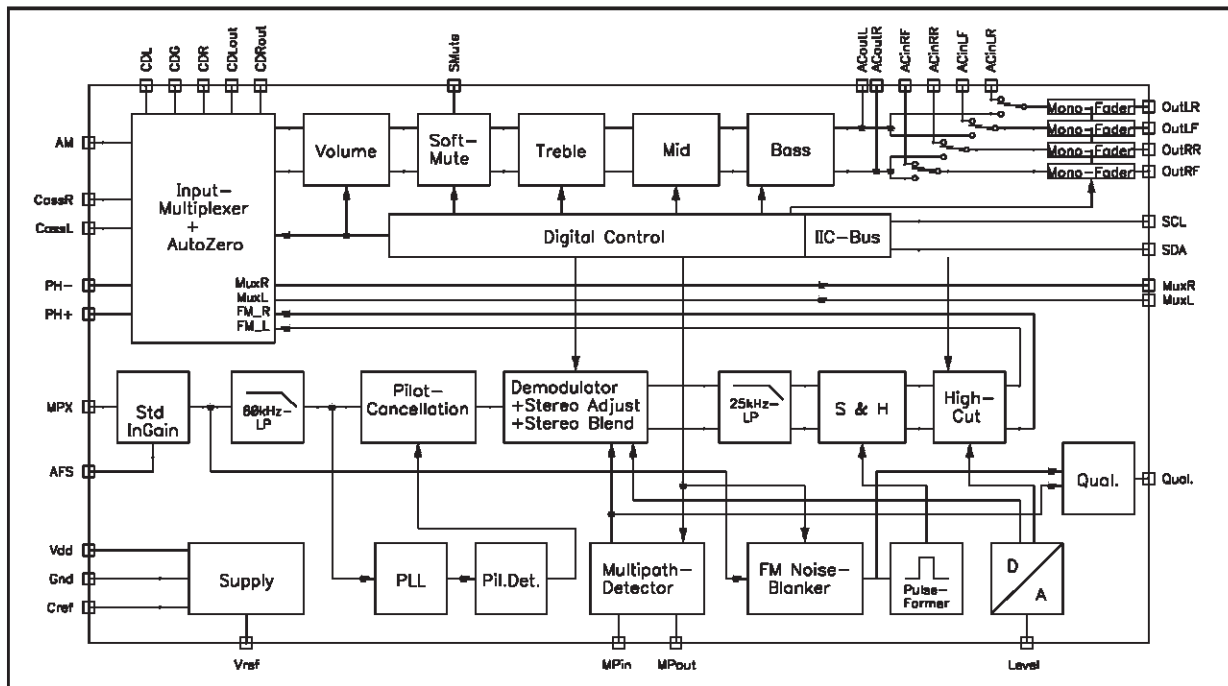 CDL
CDG
CDR
CDLout
CDRout
SMute
ACoutL
ACoutR
ACinRF
ACinRR
ACinLF
ACinLR
AM
CassR
CassL
PH-
PH+
Input-
Multiplexer
+
AutoZero
MuxR
MuxL
FM_R
FM_L
Volume
Soft-
Mute
Treble
Mid
Bass
Mono-Fader
Mono-Fader
Mono-Fader
Mono-Fader
OutLR
OutLF
OutRR
OutRF
Digital Control
IIC-Bus
SCL
SDA
MuxR
MuxL
MPX
AFS
Std
InGain
80kHz-
LP
Pilot-
Cancellation
Demodulator
+Stereo Adjust
+Stereo Blend
25kHz-
LP
S & H
High-
Cut
Qual.
Qual.
Vdd
Gnd
Cref
Supply
PLL
Pil.Det.
Multipath-
Detector
FM Noise-
Blanker
Pulse-
Former
D
A
Vref
MPin
MPout
Level